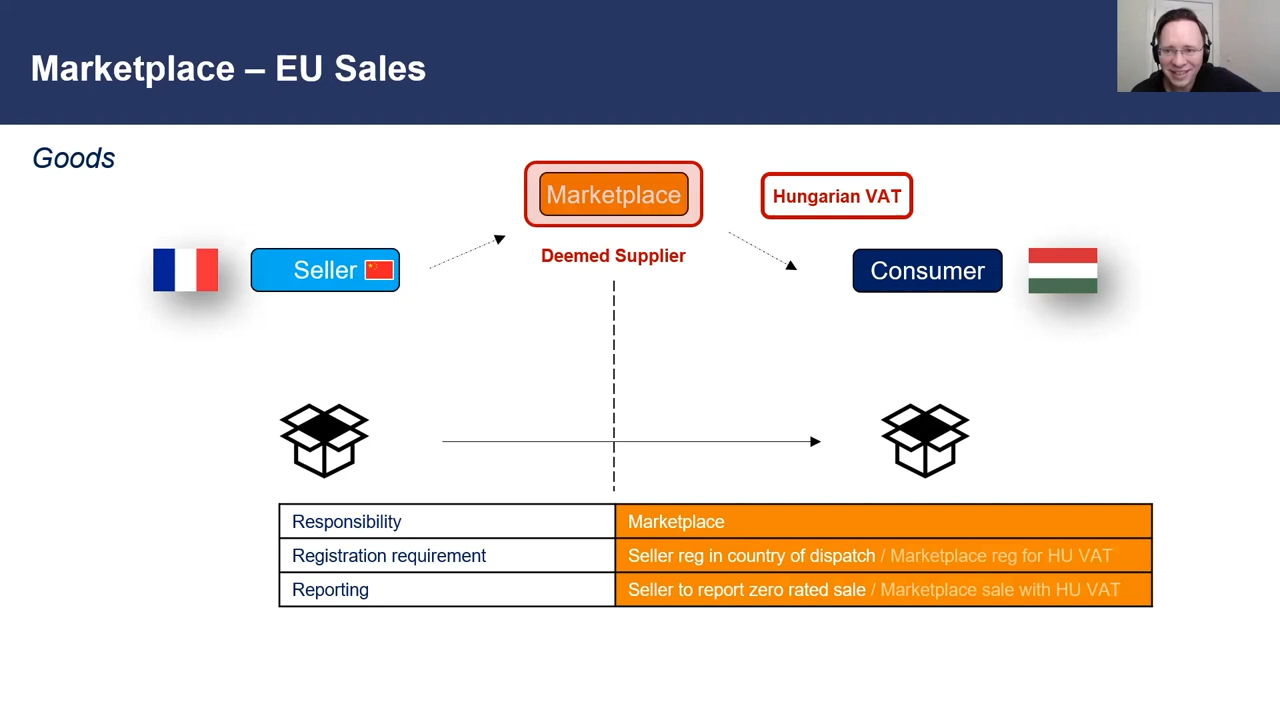 Marketplace – EU Sales
Goods
Marketplace
Hungarian VAT
Deemed Supplier
Seller
Consumer
Responsibility
Marketplace
Registration requirement
Seller reg in country of dispatch / Marketplace reg for HU VAT
Reporting
Seller to report zero rated sale / Marketplace sale with HU VAT